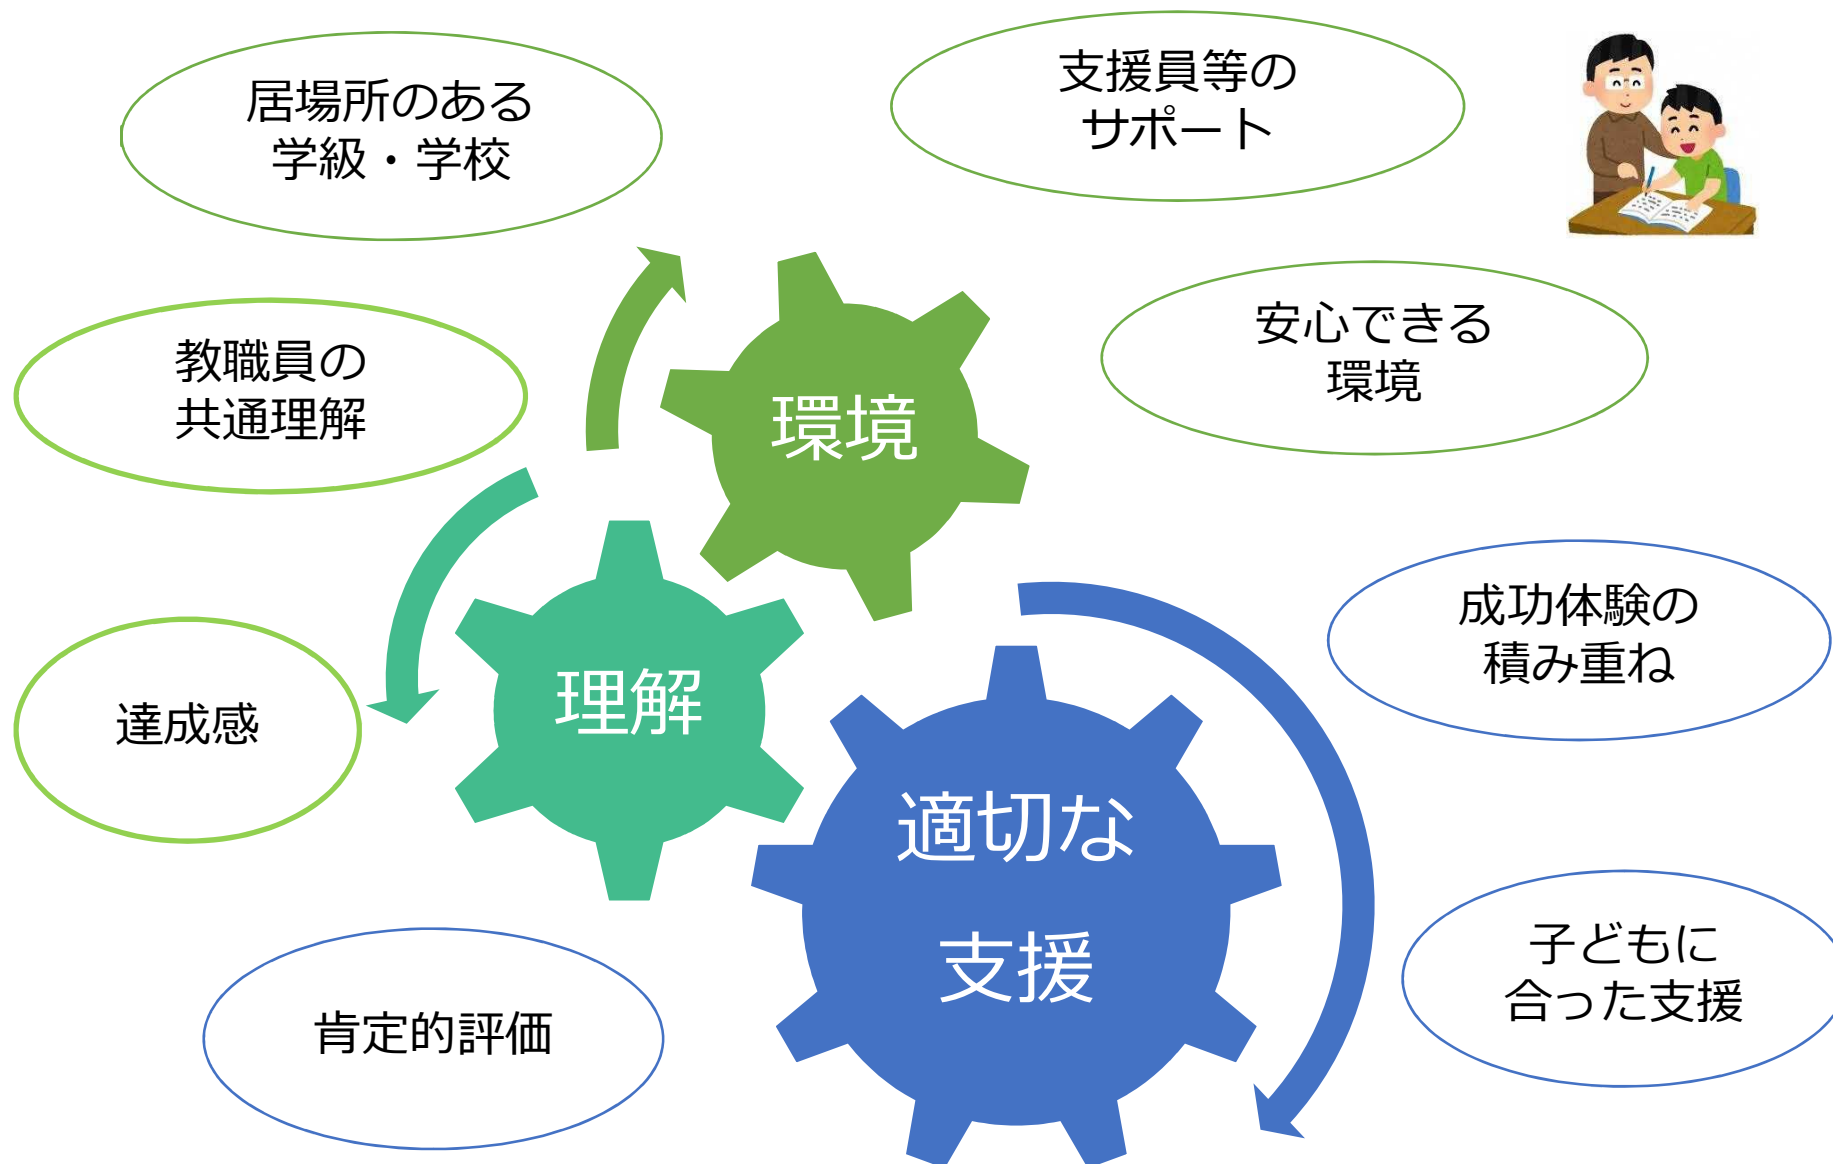 居場所のある
学級・学校
支援員等の
サポート
教職員の
共通理解
安心できる
環境
環境
理解
達成感
成功体験の
積み重ね
適切な
支援
肯定的評価
子どもに
合った支援